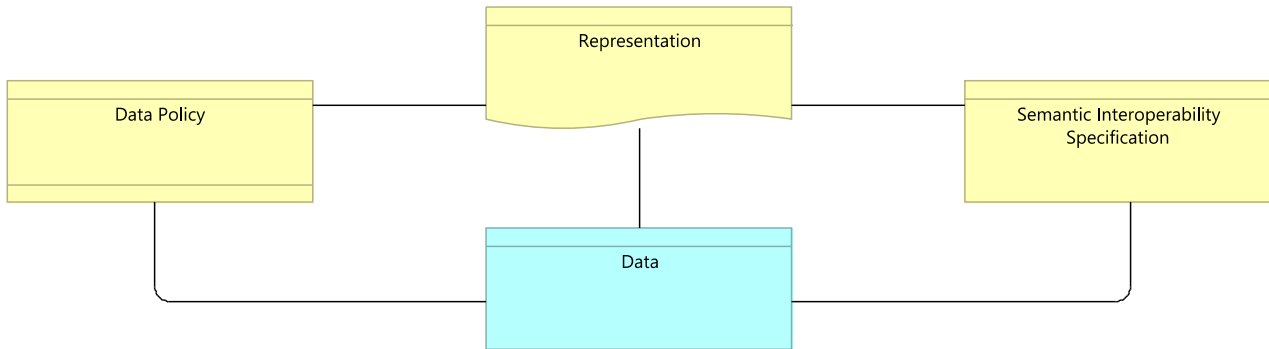 Representation
Data Policy
Semantic Interoperability
Specification
Data